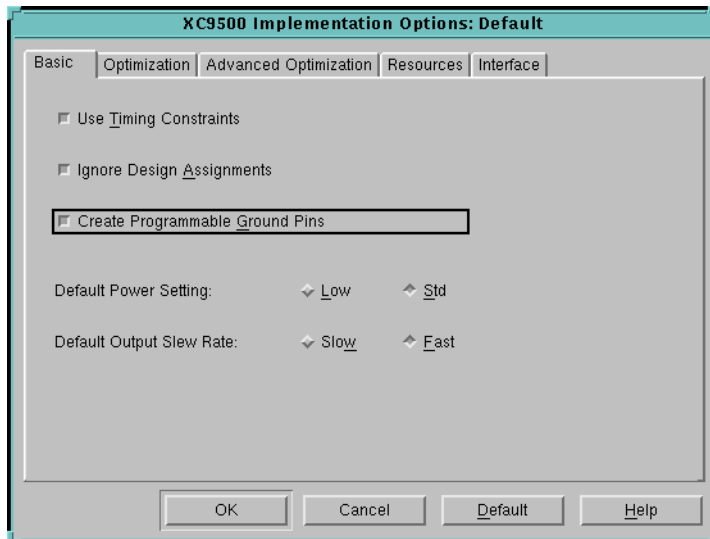 XC9500 Implementation Options: Default
Basic Optimization Advanced Optimization Resources Interface
Use Timing Constraints
Ignore Design Assignments
Create Programmable Ground Pins
Default Power Setting: Low Std
Default Output Slew Rate: Slow Fast
OK Cancel Default Help